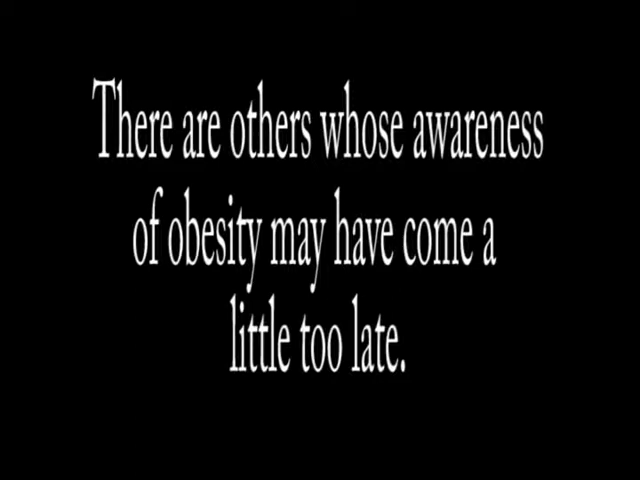 There are others whose awareness
of obesity may have come a
little too late.